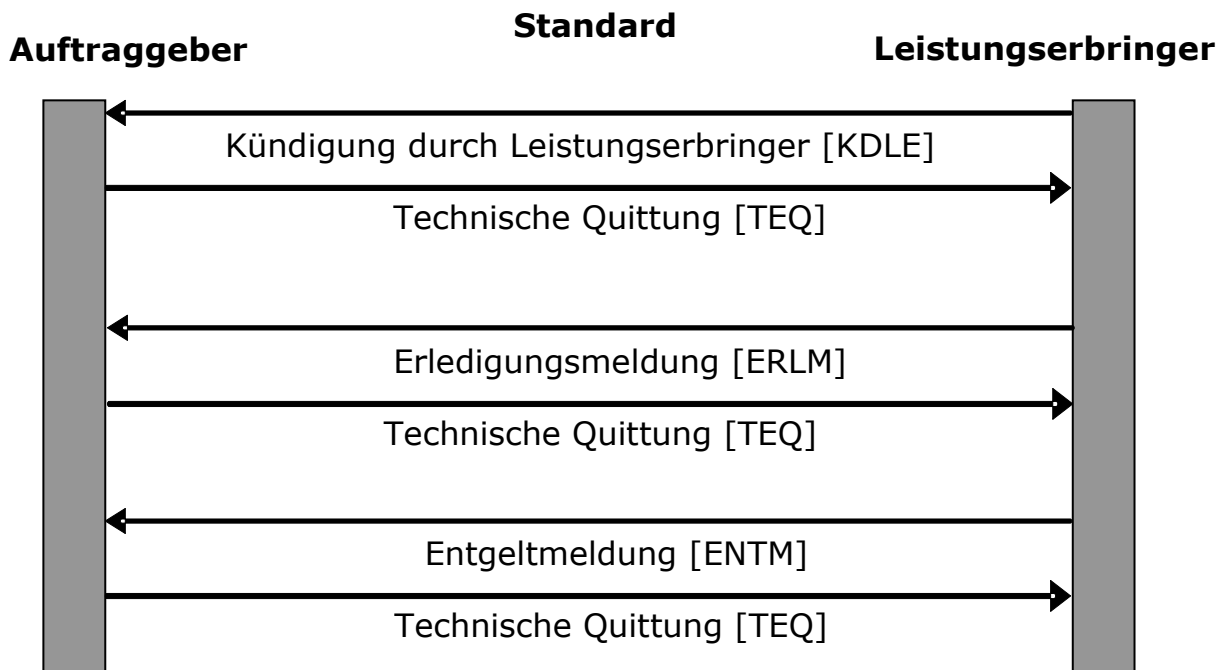 Standard
Auftraggeber
Leistungserbringer
Kündigung durch Leistungserbringer [KDLE]
Technische Quittung [TEQ]
Erledigungsmeldung [ERLM]
Technische Quittung [TEQ]
Entgeltmeldung [ENTM]
Technische Quittung [TEQ]